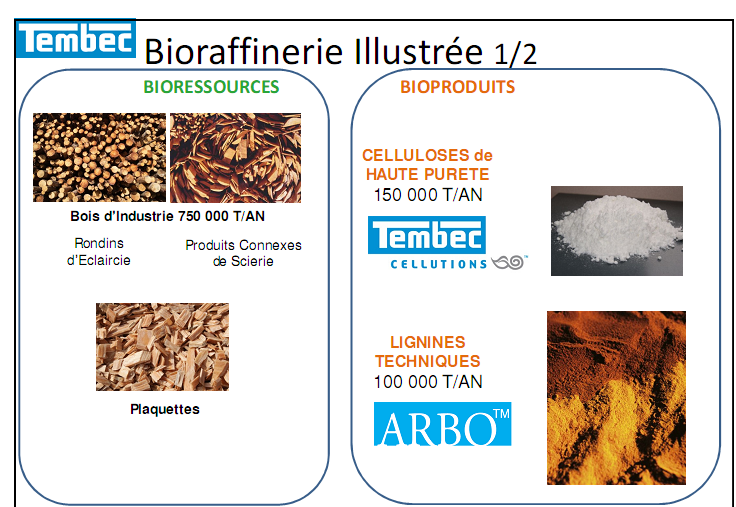 Tembec
Bioraffinerie Illustrée 1/2
BIORESSOURCES
Bois d'Industrie 750 000 T/AN
Rondins
d'Eclaircie
Produits Connexes
de Scierie
Plaquettes
BIOPRODUITS
CELLULOSES de
HAUTE PURETE
150 000 T/AN
Tembec
CELLUTIONS ™
LIGNINES
TECHNIQUES
100 000 T/AN
ARBO™